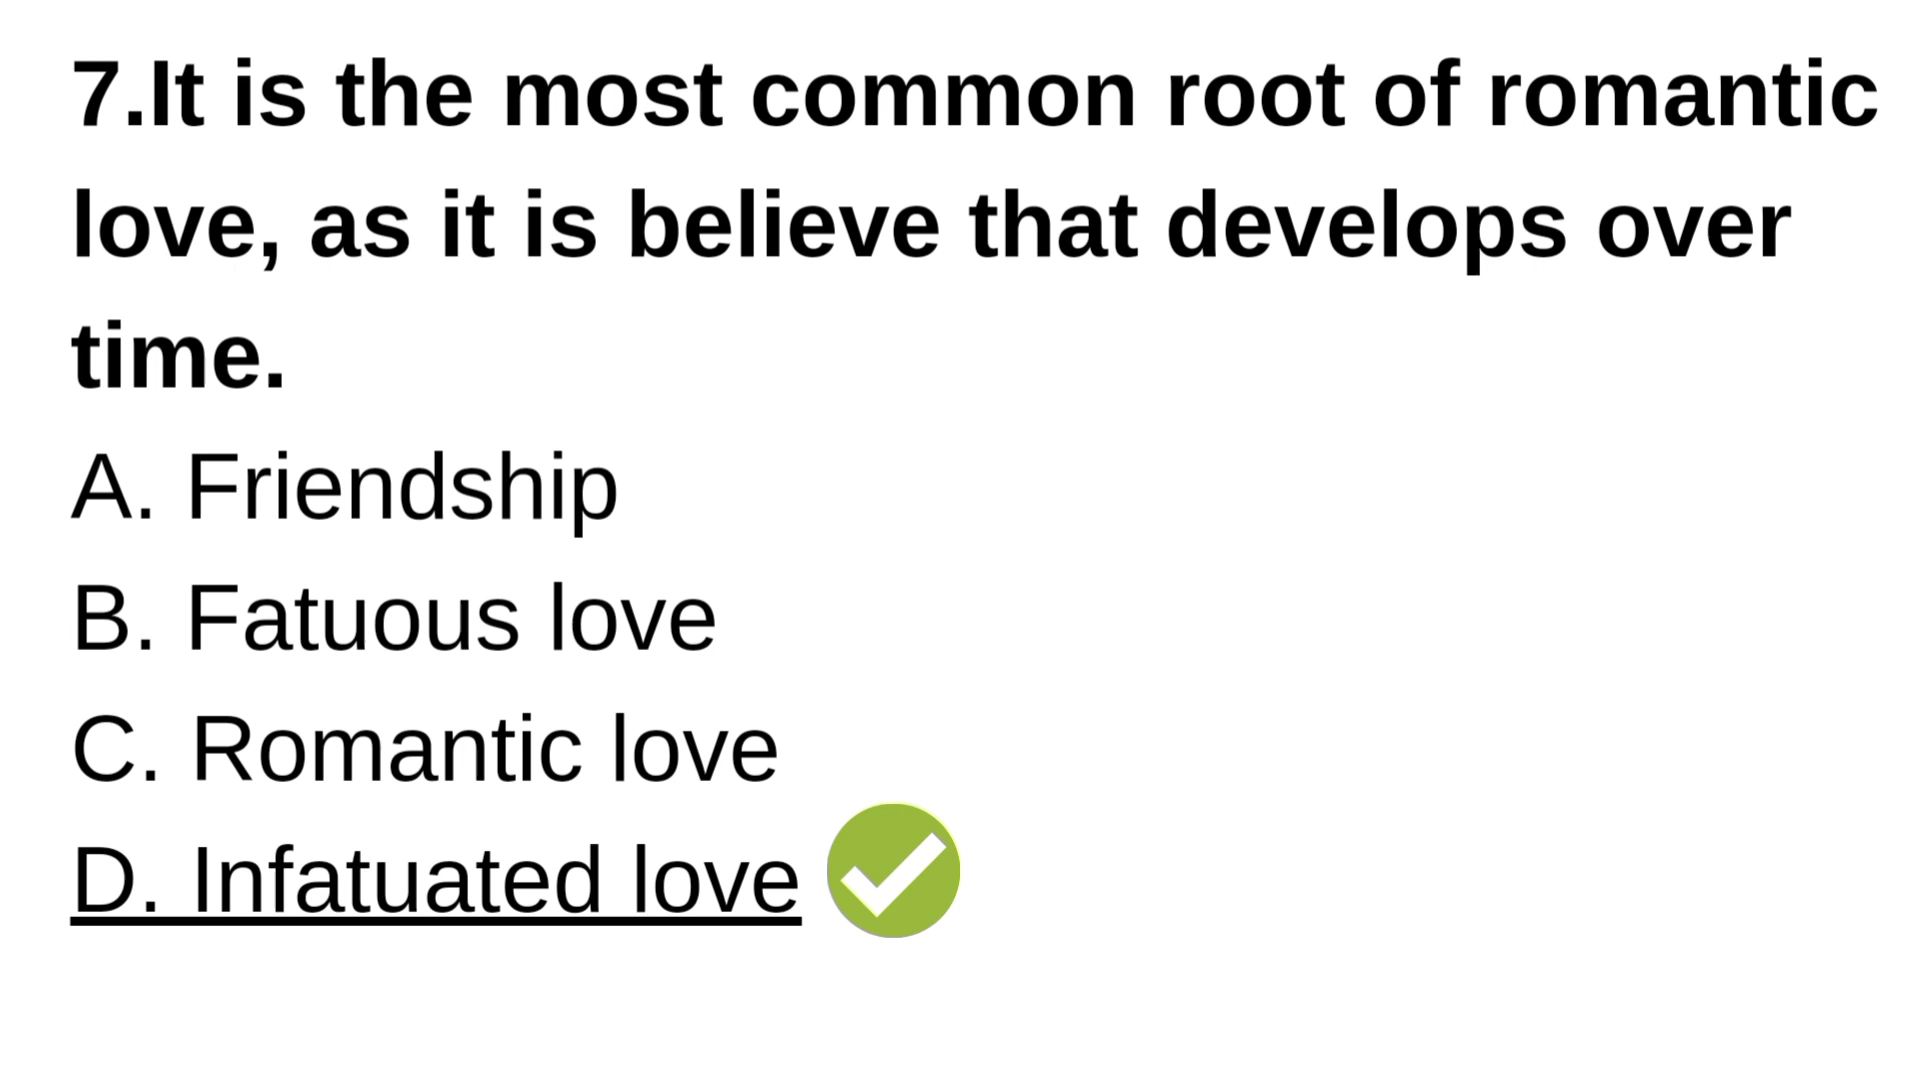 7.It is the most common root of romantic
love, as it is believe that develops over
time.
A. Friendship
B. Fatuous love
C. Romantic love
D. Infatuated love